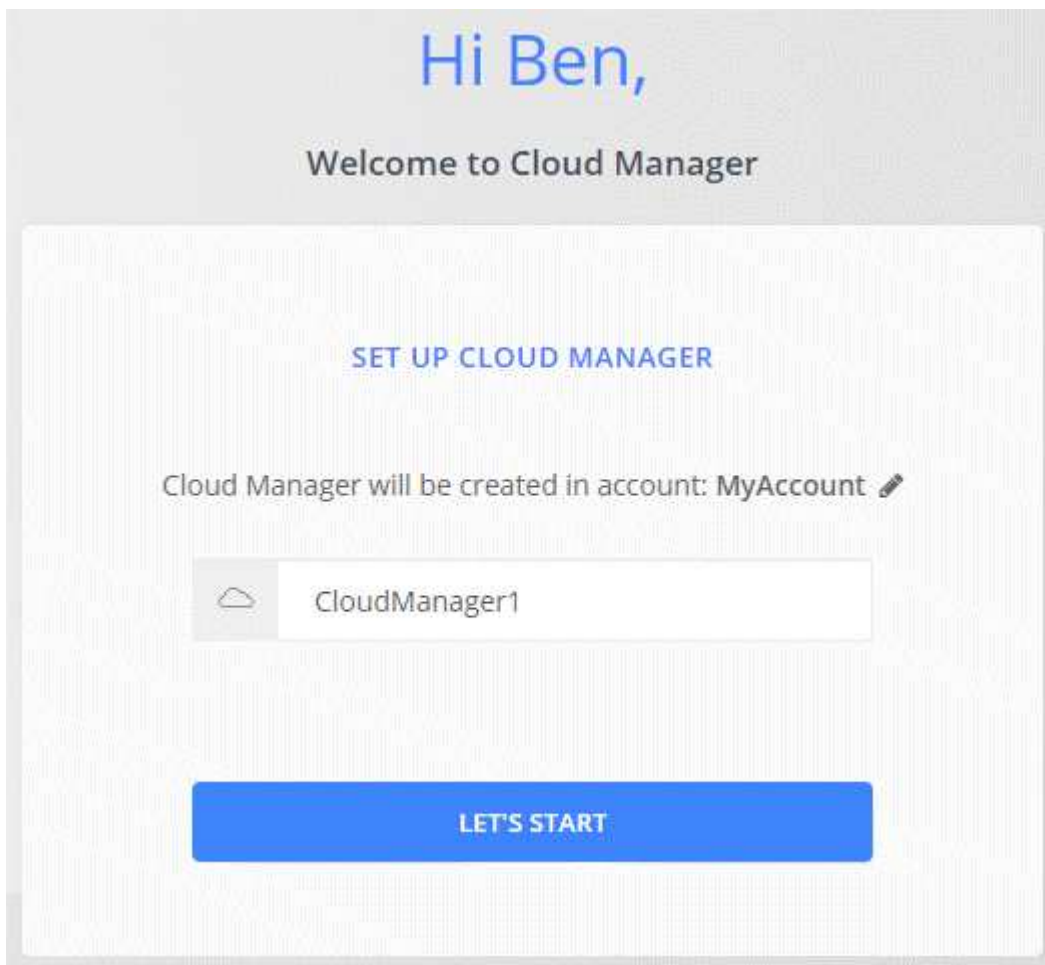 Hi Ben,
Welcome to Cloud Manager
SET UP CLOUD MANAGER
Cloud Manager will be created in account: MyAccount
CloudManager1
LET'S START